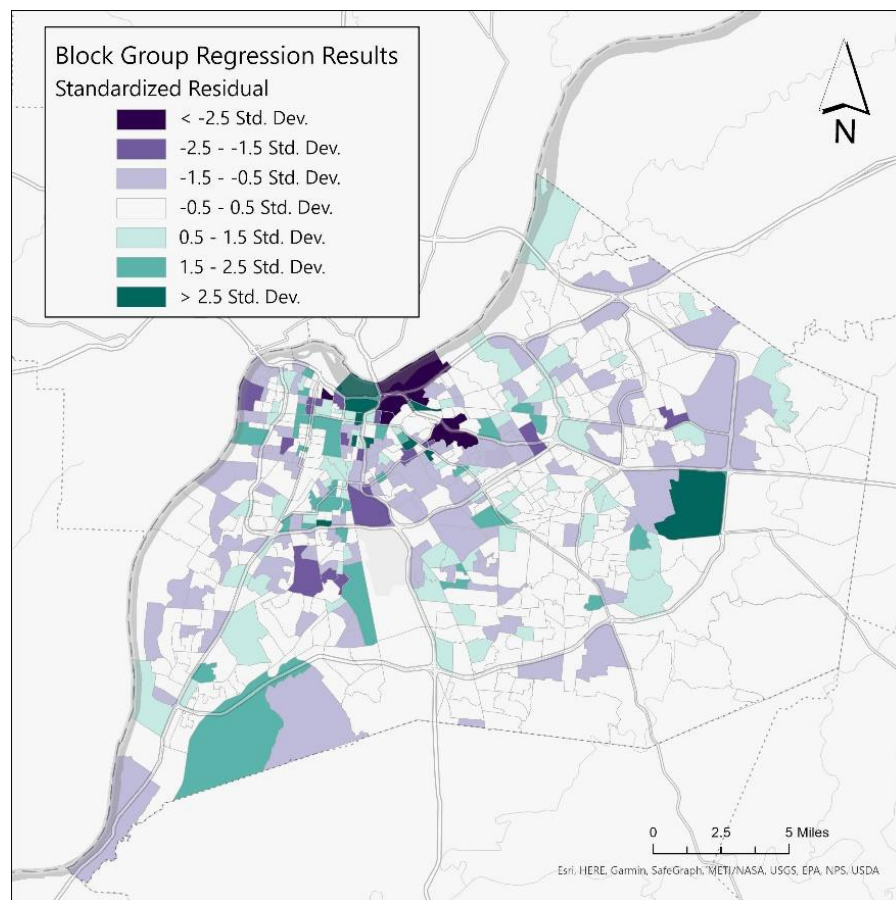 Block Group Regression Results
Standardized Residual
< -2.5 Std. Dev.
-2.5 - -1.5 Std. Dev.
-1.5 - -0.5 Std. Dev.
-0.5 - 0.5 Std. Dev.
0.5 - 1.5 Std. Dev.
1.5 - 2.5 Std. Dev.
> 2.5 Std. Dev.
N
0 2.5 5 Miles
Esri, HERE, Garmin, SafeGraph, METI/NASA, USGS, EPA, NPS, USDA